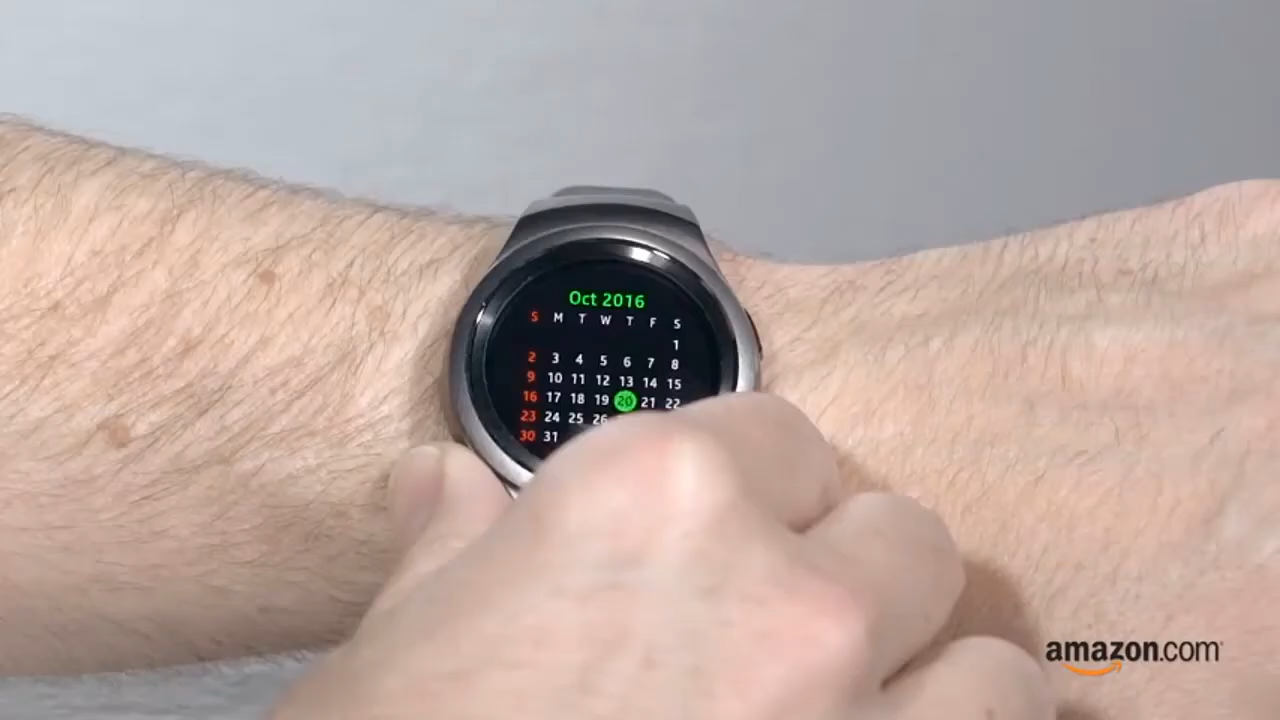 Oct 2016
S M T W T F S
1
2 3 4 5 6 7 8
9 10 11 12 13 14 15
16 17 18 19 20 21 22
23 24 25 26
30 31
amazon.com